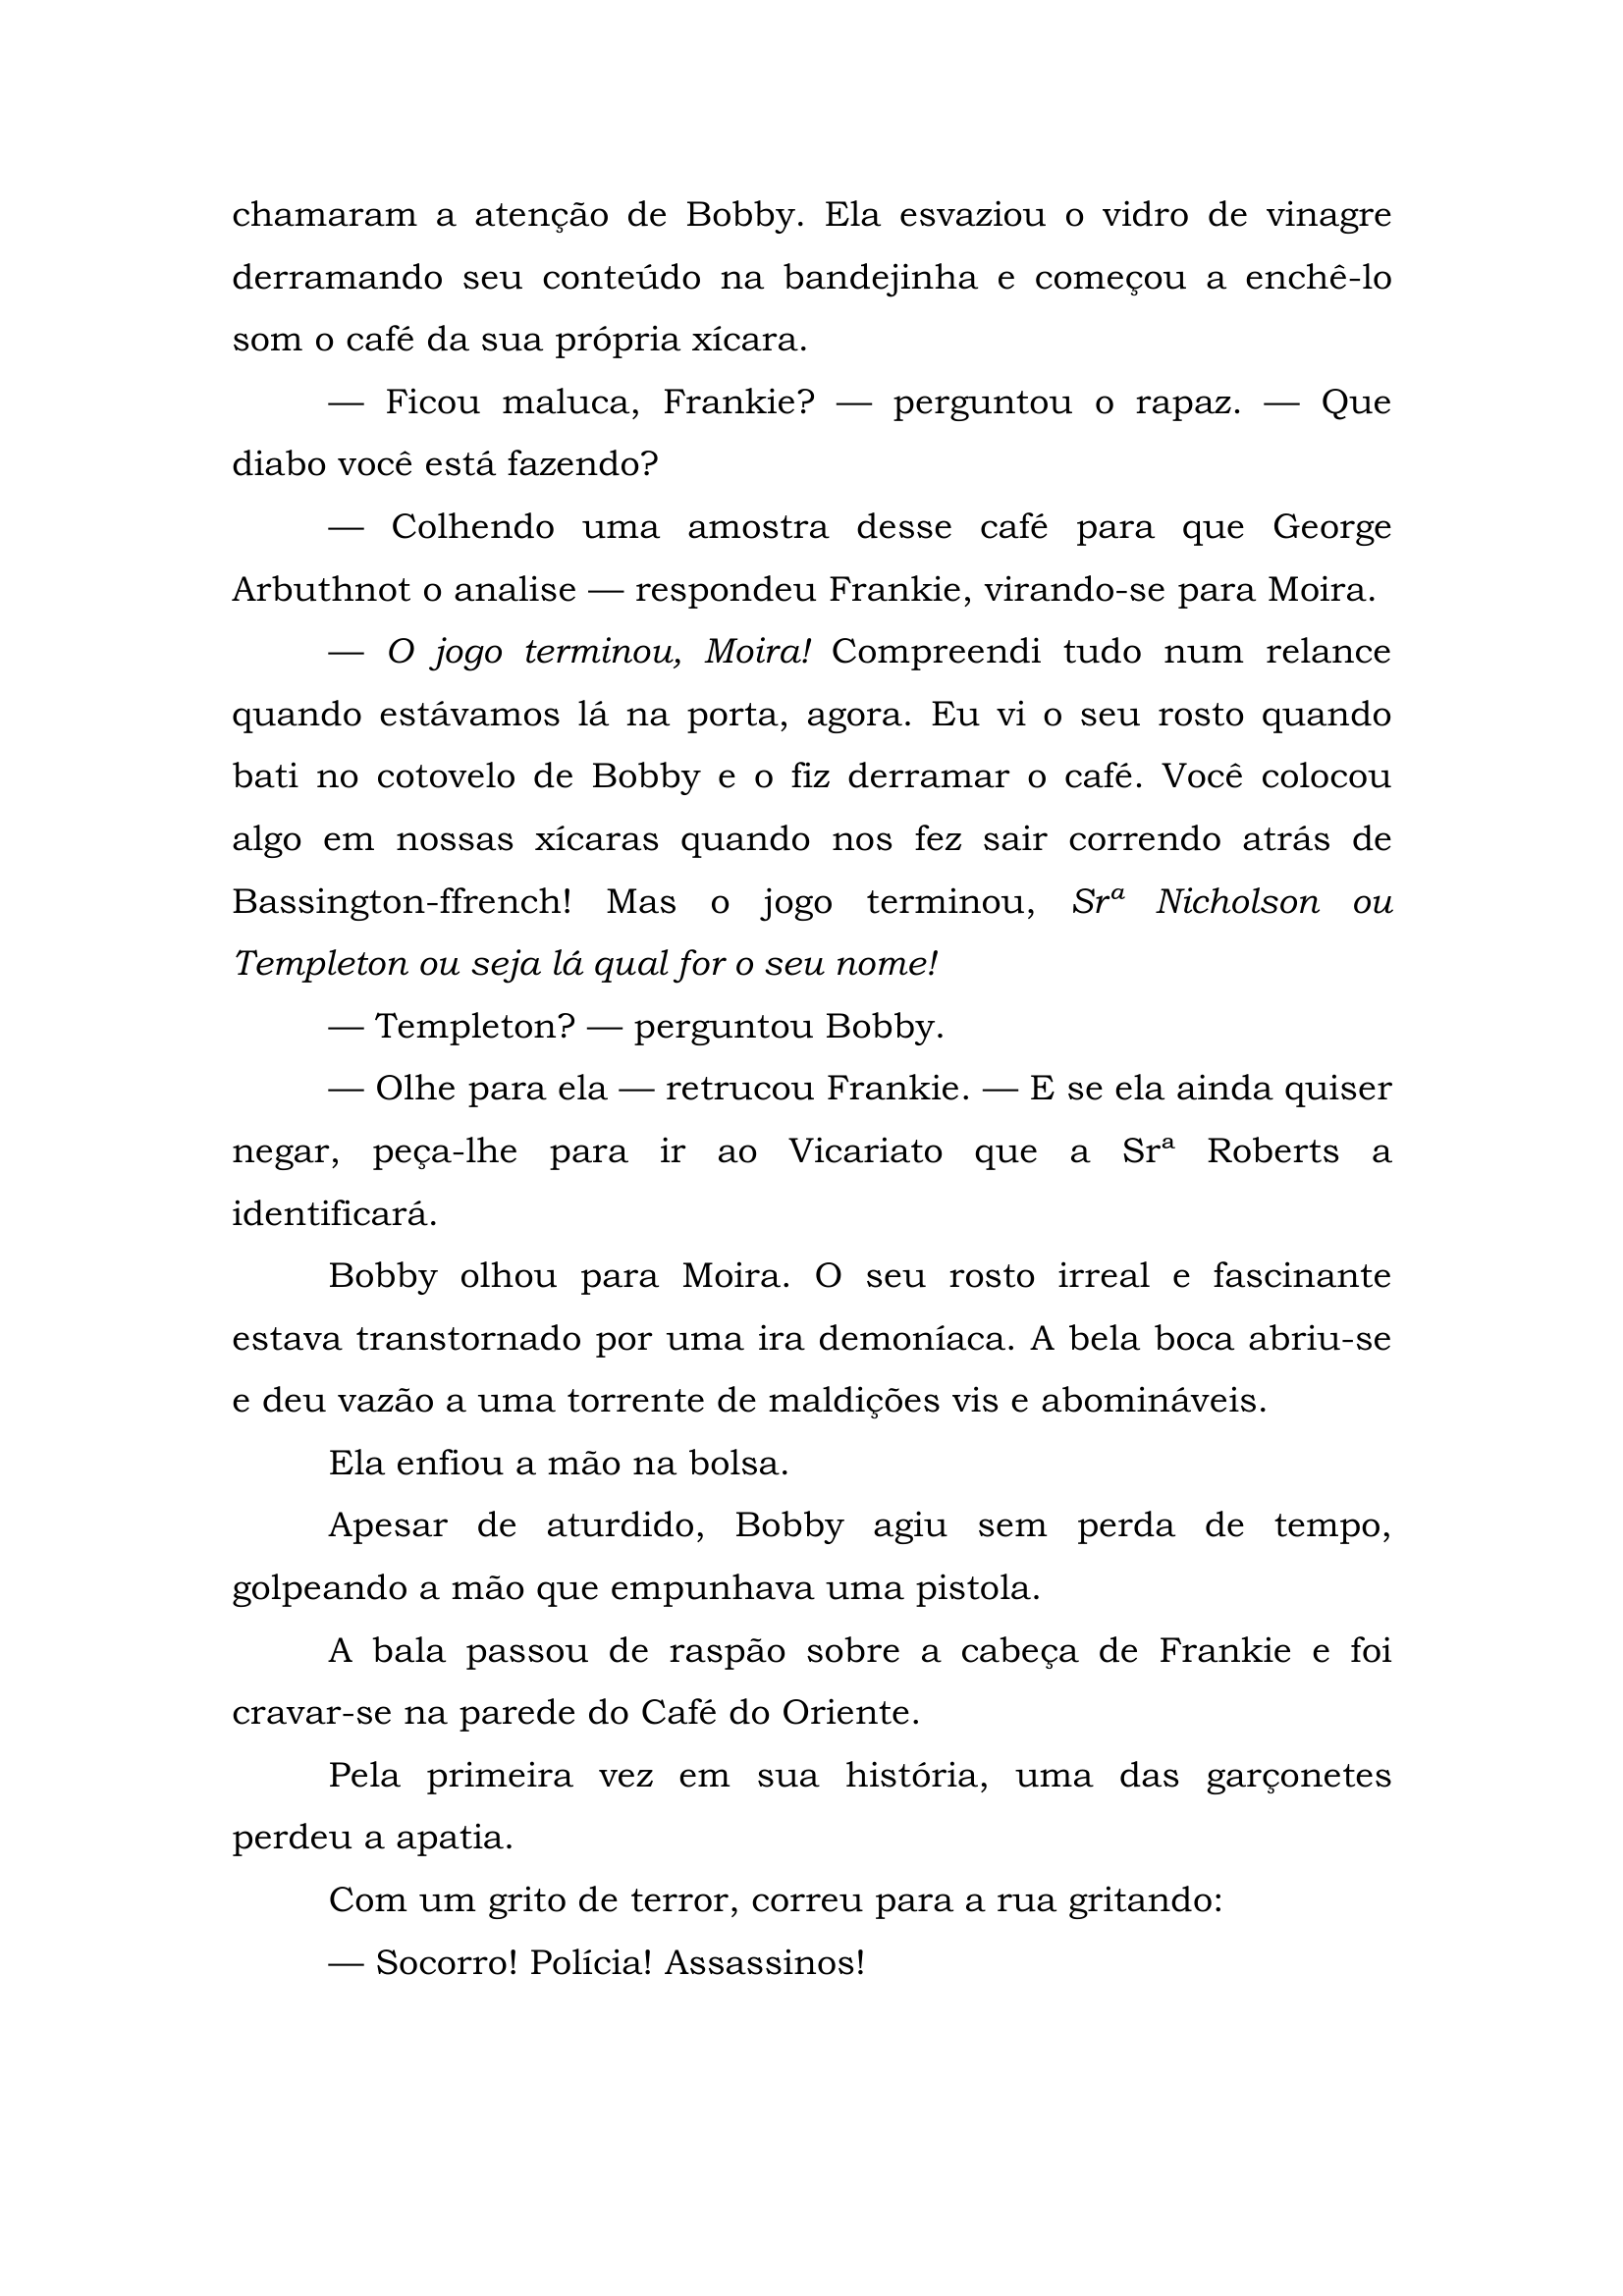 chamaram a atenção de Bobby. Ela esvaziou o vidro de vinagre
derramando seu conteúdo na bandejinha e começou a enchê-lo
som o café da sua própria xícara.
— Ficou maluca, Frankie? — perguntou o rapaz. — Que
diabo você está fazendo?
— Colhendo uma amostra desse café para que George
Arbuthnot o analise — respondeu Frankie, virando-se para Moira.
— O jogo terminou, Moira! Compreendi tudo num relance
quando estávamos lá na porta, agora. Eu vi o seu rosto quando
bati no cotovelo de Bobby e o fiz derramar o café. Você colocou
algo em nossas xícaras quando nos fez sair correndo atrás de
Bassington-ffrench! Mas o jogo terminou, Srª Nicholson ou
Templeton ou seja lá qual for o seu nome!
— Templeton? — perguntou Bobby.
— Olhe para ela — retrucou Frankie. — E se ela ainda quiser
negar, peça-lhe para ir ao Vicariato que a Srª Roberts a
identificará.
Bobby olhou para Moira. O seu rosto irreal e fascinante
estava transtornado por uma ira demoníaca. A bela boca abriu-se
e deu vazão a uma torrente de maldições vis e abomináveis.
Ela enfiou a mão na bolsa.
Apesar de aturdido, Bobby agiu sem perda de tempo,
golpeando a mão que empunhava uma pistola.
A bala passou de raspão sobre a cabeça de Frankie e foi
cravar-se na parede do Café do Oriente.
Pela primeira vez em sua história, uma das garçonetes
perdeu a apatia.
Com um grito de terror, correu para a rua gritando:
— Socorro! Polícia! Assassinos!